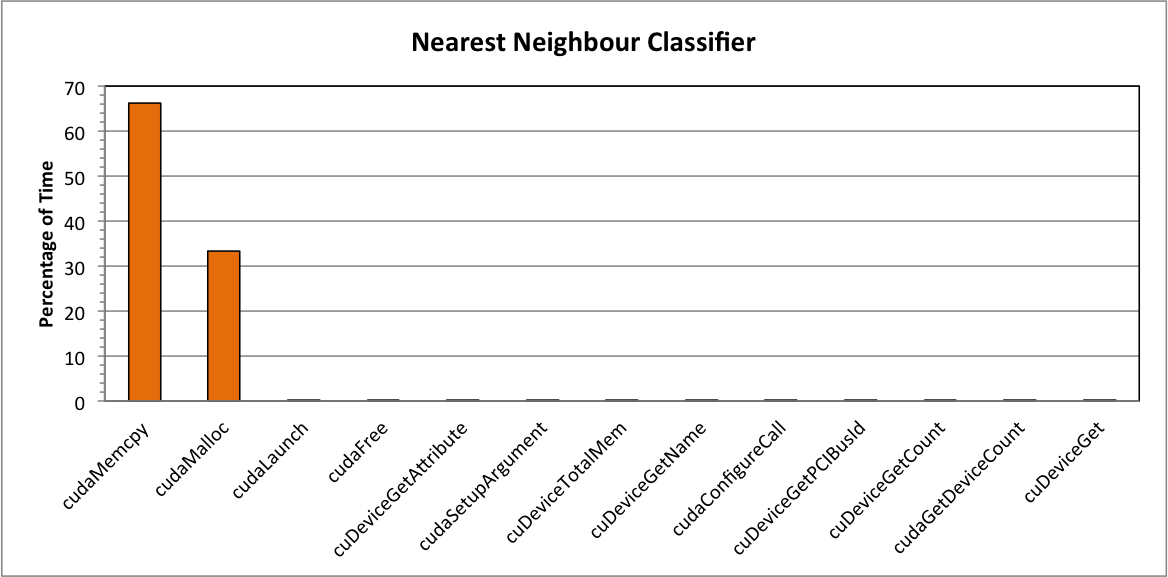 Nearest Neighbour Classifier
Percentage of Time
70
60
50
40
30
20
10
0
cudaMemcpy
cudaMalloc
cudaLaunch
cudaFree
cuDeviceGetAttribute
cudaSetupArgument
cuDeviceTotalMem
cuDeviceGetName
cudaConfigureCall
cuDeviceGetPCIBusId
cuDeviceGetCount
cudaGetDeviceCount
cuDeviceGet